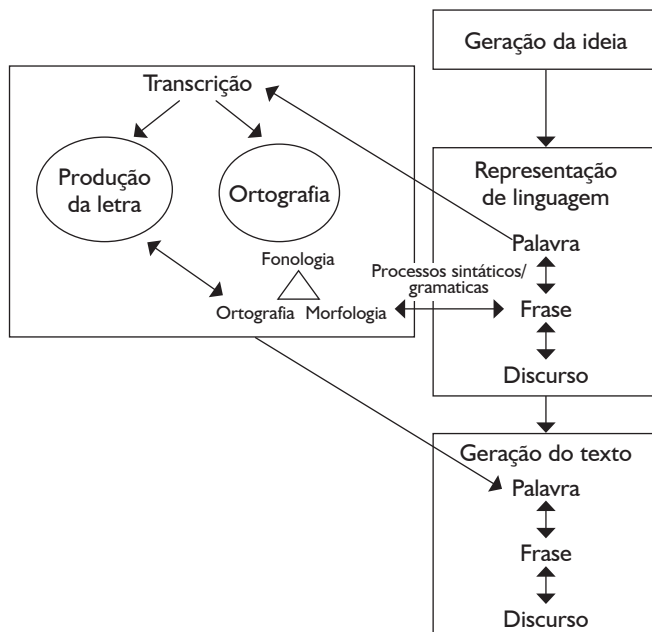 Geração da ideia
Transcrição
Produção
da letra
Ortografia
Fonologia
Ortografia Morfologia
Processos sintáticos/
gramaticas
Representação
de linguagem
Palavra
Frase
Discurso
Geração do texto
Palavra
Frase
Discurso